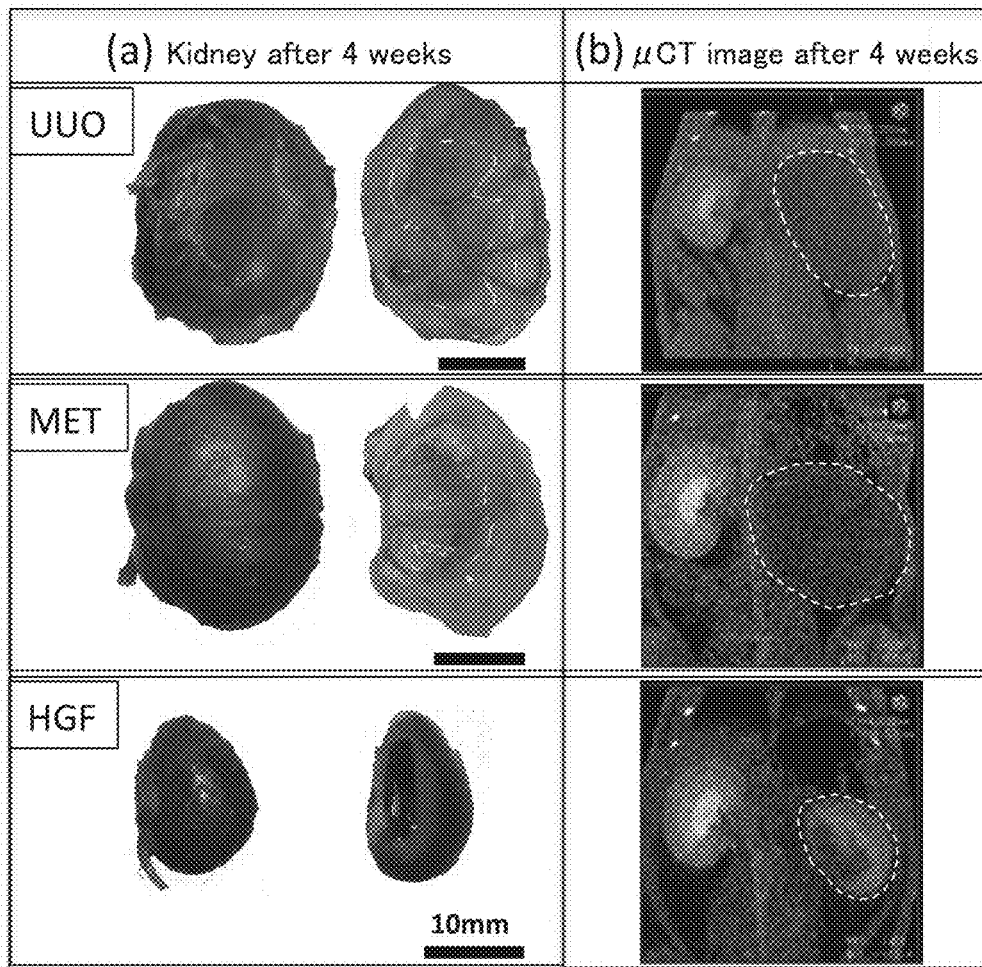 (a) Kidney after 4 weeks
(b) μCT image after 4 weeks
UUO
MET
HGF
10mm